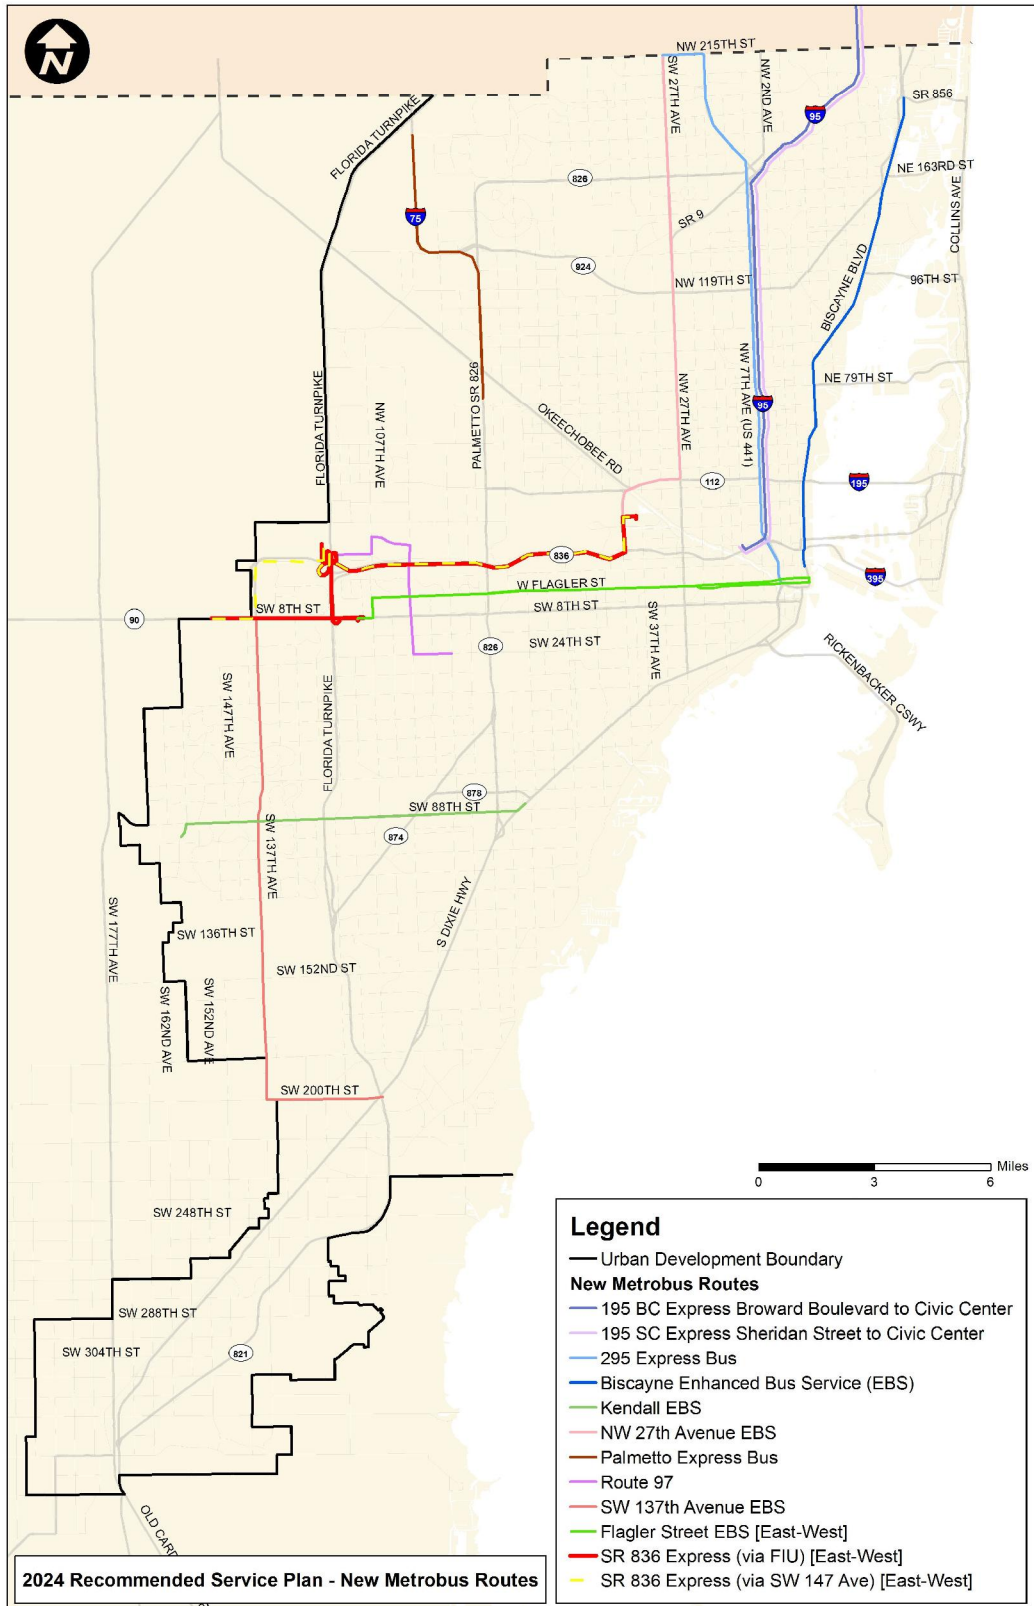 N
NW 215TH ST
FLORIDA TURNPIKE
SW 27TH AVE
NW 2ND AVE
95
SR 856
826
NE 163RD ST
75
SR 9
COLLINS AVE
924
NW 119TH ST
BISCAYNE BLVD
96TH ST
FLORIDA TURNPIKE
NW 107TH AVE
PALMETTO SR 826
OKEECHOBEE RD
NW 27TH AVE
NW 7TH AVE (US 441)
95
NE 79TH ST
112
195
836
395
W FLAGLER ST
90
SW 8TH ST
SW 8TH ST
SW 24TH ST
826
SW 37TH AVE
RICKENBACKER CSWY
SW 147TH AVE
FLORIDA TURNPIKE
878
SW 88TH ST
874
SW 137TH AVE
SW 177TH AVE
SW 136TH ST
S DIXIE HWY
SW 152ND ST
SW 162ND AVE
SW 152ND AVE
SW 200TH ST
Miles
0 3 6
SW 248TH ST
SW 288TH ST
SW 304TH ST
821
OLD CARD
Legend
Urban Development Boundary
New Metrobus Routes
195 BC Express Broward Boulevard to Civic Center
195 SC Express Sheridan Street to Civic Center
295 Express Bus
Biscayne Enhanced Bus Service (EBS)
Kendall EBS
NW 27th Avenue EBS
Palmetto Express Bus
Route 97
SW 137th Avenue EBS
Flagler Street EBS [East-West]
SR 836 Express (via FIU) [East-West]
SR 836 Express (via SW 147 Ave) [East-West]
2024 Recommended Service Plan - New Metrobus Routes